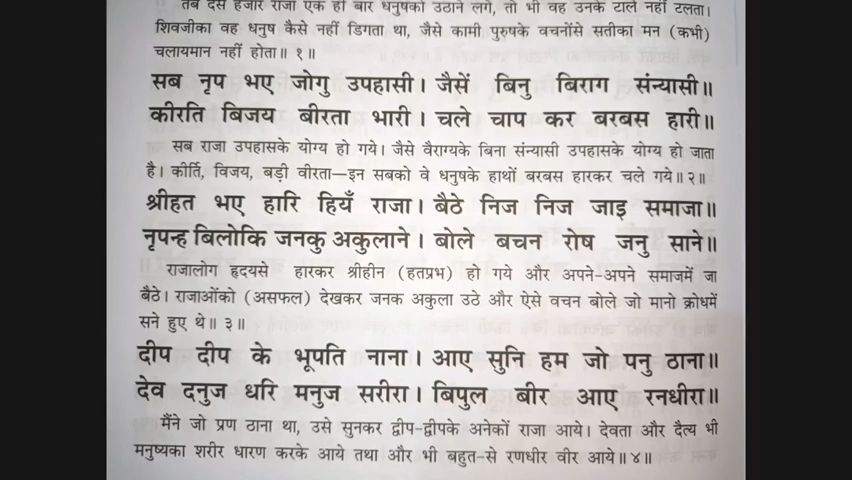 तब दस हजार राजा एक ही बार धनुषको उठाने लगे, तो भी वह उनके टाले नहीं टलता।
शिवजीका वह धनुष कैसे नहीं डिगता था, जैसे कामी पुरुषके वचनोंसे सतीका मन (कभी)
चलायमान नहीं होता॥ १॥
सब नृप भए जोगु उपहासी। जैसें बिनु बिराग संन्यासी॥
कीरति बिजय बीरता भारी। चले चाप कर बरबस हारी॥
सब राजा उपहासके योग्य हो गये। जैसे वैराग्यके बिना संन्यासी उपहासके योग्य हो जाता
है। कीर्ति, विजय, बड़ी वीरता—इन सबको वे धनुषके हाथों बरबस हारकर चले गये॥ २॥
श्रीहत भए हारि हियँ राजा। बैठे निज निज जाइ समाजा॥
नृपन्ह बिलोकि जनकु अकुलाने। बोले बचन रोष जनु साने॥
राजालोग हृदयसे हारकर श्रीहीन (हतप्रभ) हो गये और अपने-अपने समाजमें जा
बैठे। राजाओंको (असफल) देखकर जनक अकुला उठे और ऐसे वचन बोले जो मानो क्रोधमें
सने हुए थे॥ ३॥
दीप दीप के भूपति नाना। आए सुनि हम जो पनु ठाना॥
देव दनुज धरि मनुज सरीरा। बिपुल बीर आए रनधीरा॥
मैंने जो प्रण ठाना था, उसे सुनकर द्वीप-द्वीपके अनेकों राजा आये। देवता और दैत्य भी
मनुष्यका शरीर धारण करके आये तथा और भी बहुत-से रणधीर वीर आये॥ ४॥